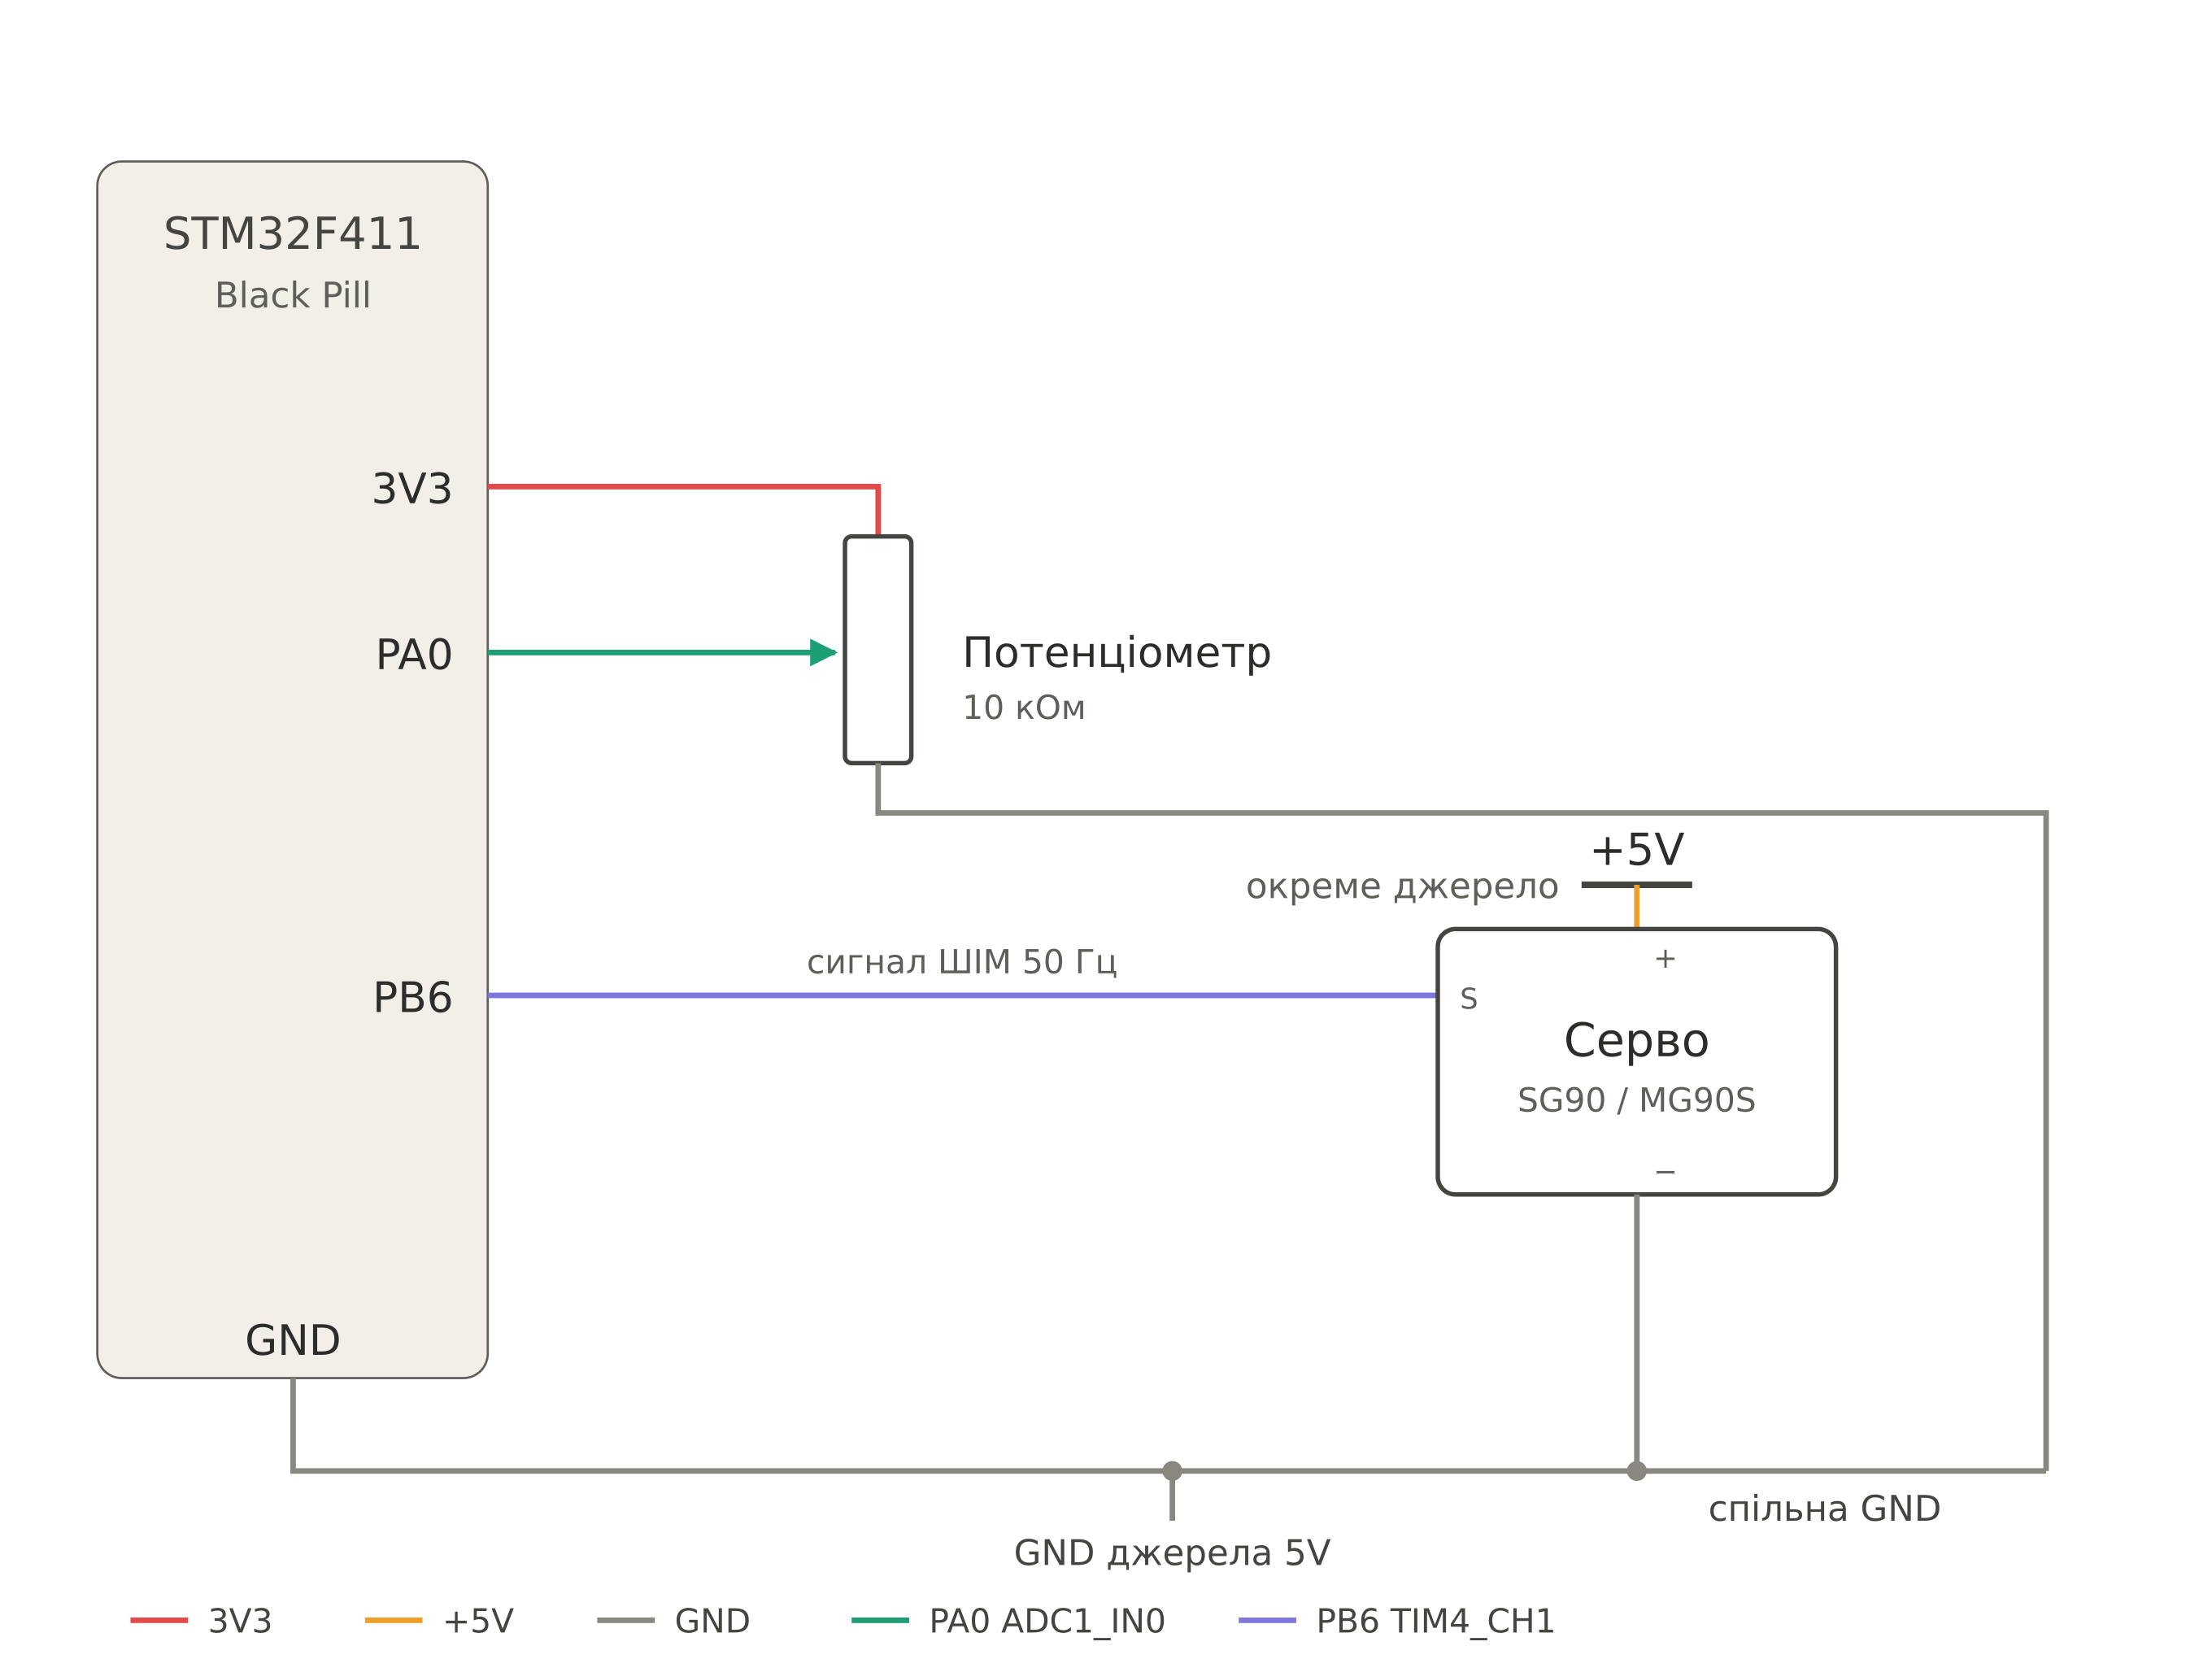 STM32F411
Black Pill
3V3
PA0
Потенціометр
10 кОм
+5V
окреме джерело
сигнал ШІМ 50 Гц
+
PB6
S
Серво
SG90 / MG90S
−
GND
спільна GND
GND джерела 5V
3V3
+5V
GND
PA0 ADC1_IN0
PB6 TIM4_CH1